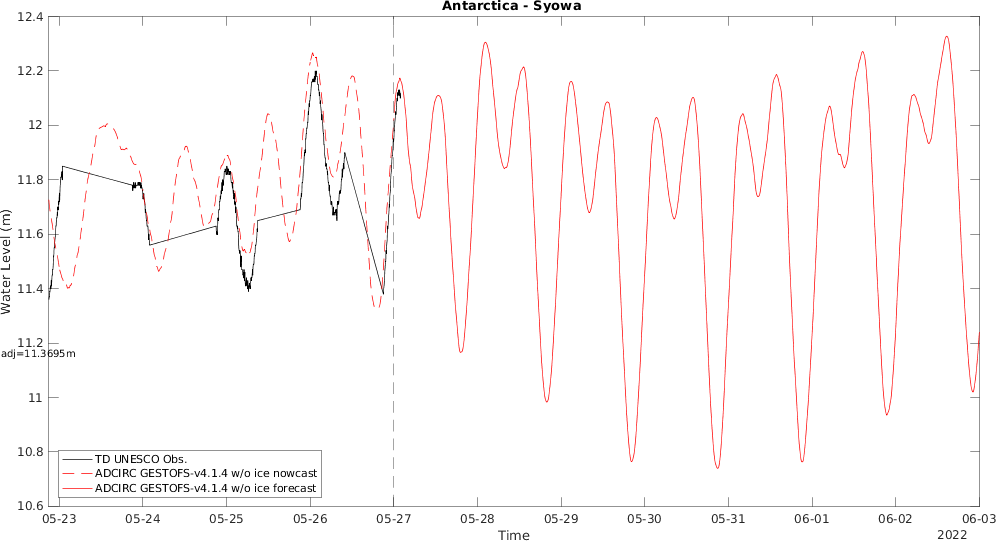 Antarctica - Syowa
12.4
12.2
12
11.8
11.6
11.4
11.2
11
10.8
10.6
Water Level (m)
adj=11.3695m
TD UNESCO Obs.
ADCIRC GESTOFS-v4.1.4 w/o ice nowcast
ADCIRC GESTOFS-v4.1.4 w/o ice forecast
05-23 05-24 05-25 05-26 05-27 05-28 05-29 05-30 05-31 06-01 06-02 06-03
Time
2022